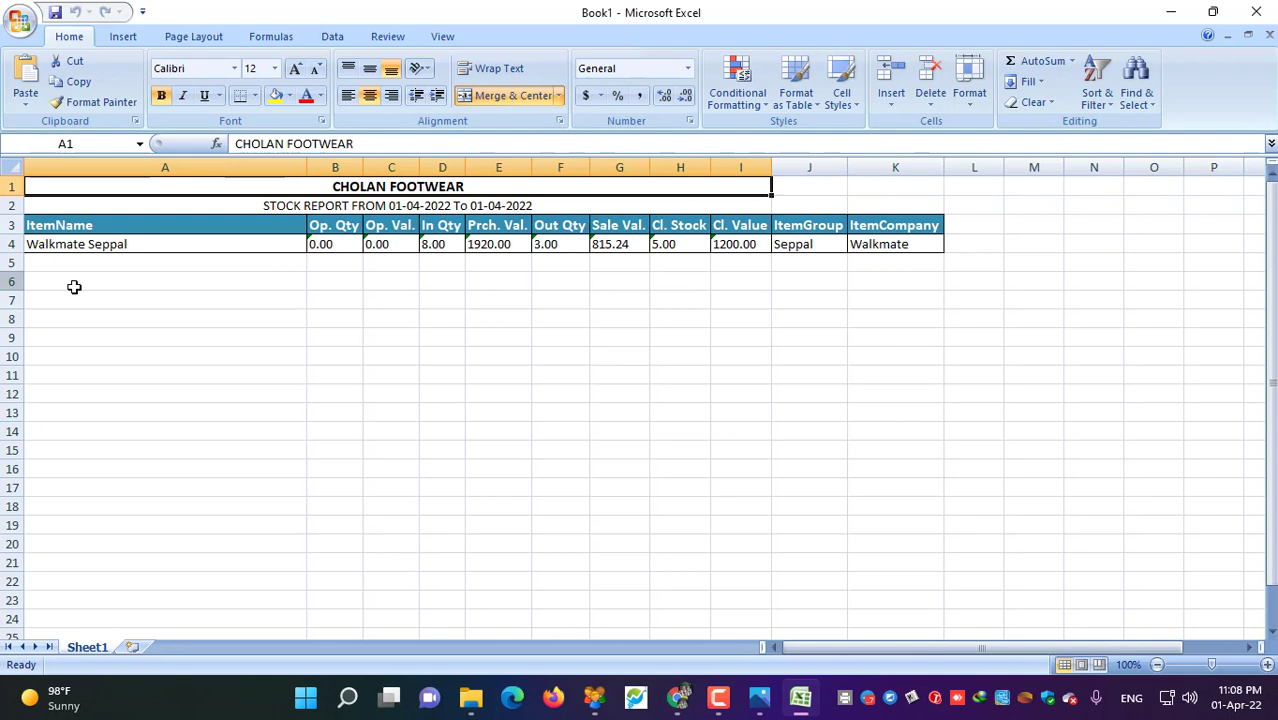 Book1 - Microsoft Excel
Home Insert Page Layout Formulas Data Review View
Paste
Cut
Copy
Format Painter
Clipboard
Calibri 12
B I U
Font
Wrap Text
Merge & Center
Alignment
General
$ % ,
Number
Conditional Formatting
Format as Table
Cell Styles
Styles
Insert Delete Format
Cells
Σ AutoSum
Fill
Clear
Sort & Filter
Find & Select
Editing
A1 fx CHOLAN FOOTWEAR
A B C D E F G H I J K L M N O P
1 CHOLAN FOOTWEAR
2 STOCK REPORT FROM 01-04-2022 To 01-04-2022
3 ItemName Op. Qty Op. Val. In Qty Prch. Val. Out Qty Sale Val. Cl. Stock Cl. Value ItemGroup ItemCompany
4 Walkmate Seppal 0.00 0.00 8.00 1920.00 3.00 815.24 5.00 1200.00 Seppal Walkmate
5
6
7
8
9
10
11
12
13
14
15
16
17
18
19
20
21
22
23
24
25
Sheet1
Ready 100%
98°F
Sunny
ENG
11:08 PM
01-Apr-22